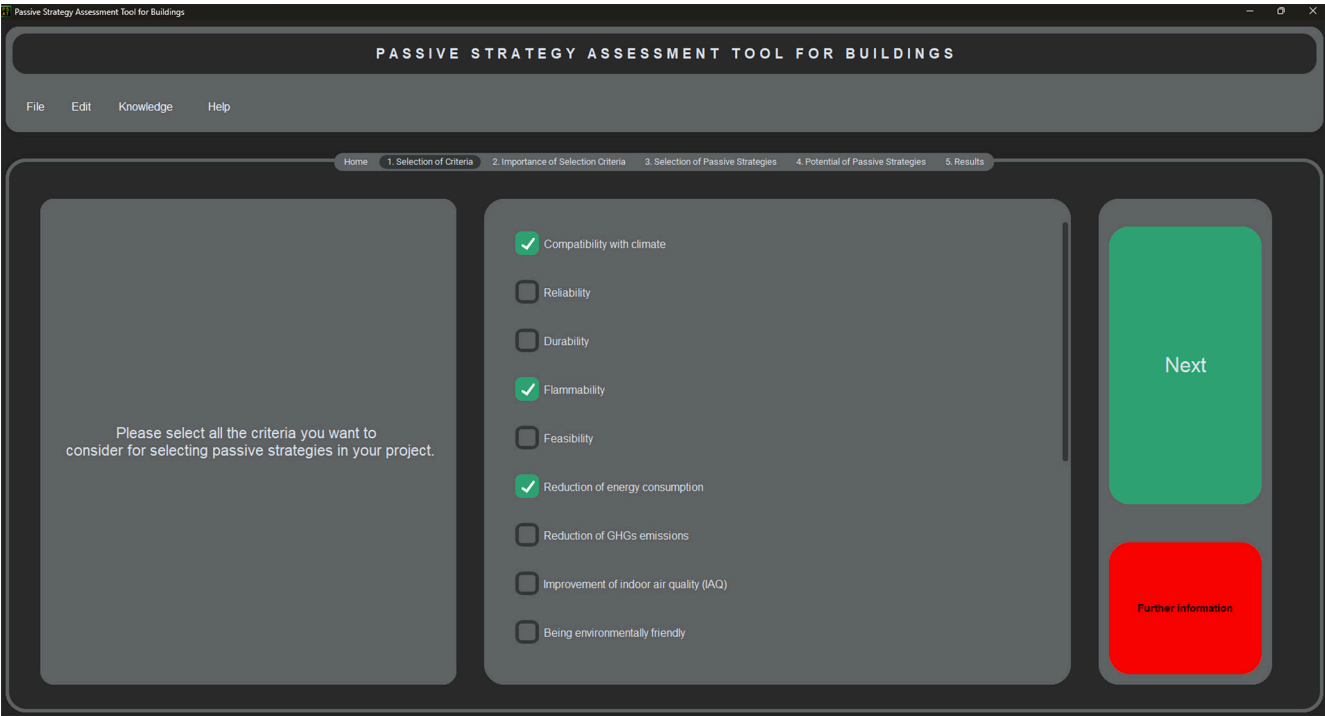 Passive Strategy Assessment Tool for Buildings
PASSIVE STRATEGY ASSESSMENT TOOL FOR BUILDINGS
File Edit Knowledge Help
Home 1. Selection of Criteria 2. Importance of Selection Criteria 3. Selection of Passive Strategies 4. Potential of Passive Strategies 5. Results
Please select all the criteria you want to
consider for selecting passive strategies in your project.
Compatibility with climate
Reliability
Durability
Flammability
Feasibility
Reduction of energy consumption
Reduction of GHGs emissions
Improvement of indoor air quality (IAQ)
Being environmentally friendly
Next
Further information